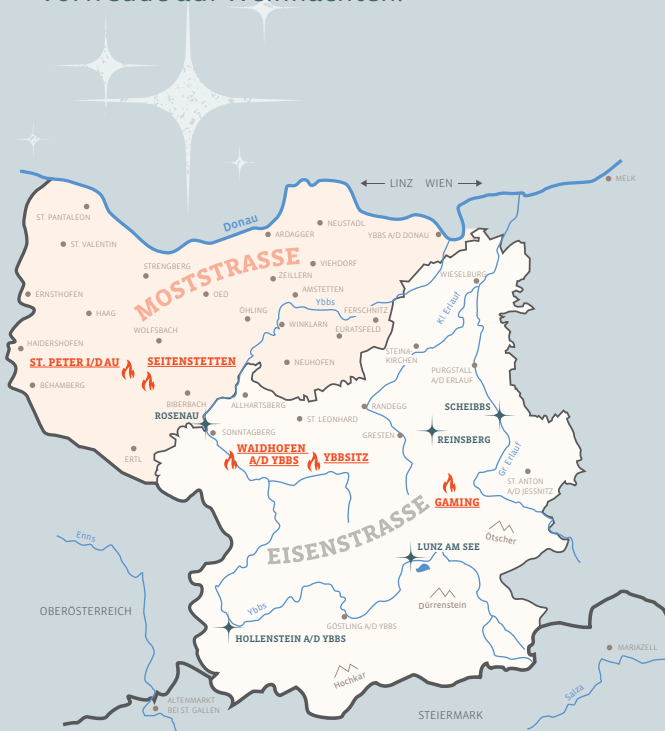 LINZ WIEN
MELK
ST. PANTALEON
Donau
NEUSTADL
ARDAGGER
YBBS A/D DONAU
ST. VALENTIN
MOSTSTRASSE
STRENGBERG
VIEHDORF
ZEILLERN
WIESELBURG
ERNSTHOFEN
OED
AMSTETTEN
Ybbs
Kl. Erlauf
HAAG
ÖHLING
FERSCHNITZ
WINKLARN
EURATSFELD
WOLFSBACH
HAIDERSHOFEN
STEINA-
KIRCHEN
ST. PETER I/D AU
SEITENSTETTEN
NEUHOFEN
PURGSTALL
A/D ERLAUF
BEHAMBERG
BIBERBACH
ALLHARTSBERG
RANDEGG
SCHEIBBS
ROSENAU
ST. LEONHARD
SONNTAGBERG
GRESTEN
REINSBERG
WAIDHOFEN
A/D YBBS
YBBSITZ
ERTL
Gr. Erlauf
ST. ANTON
A/D JESSNITZ
GAMING
EISENSTRASSE
Ötscher
Enns
LUNZ AM SEE
OBERÖSTERREICH
Ybbs
Dürrenstein
GÖSTLING A/D YBBS
HOLLENSTEIN A/D YBBS
MARIAZELL
Hochkar
Salza
ALTENMARKT
BEI ST. GALLEN
STEIERMARK